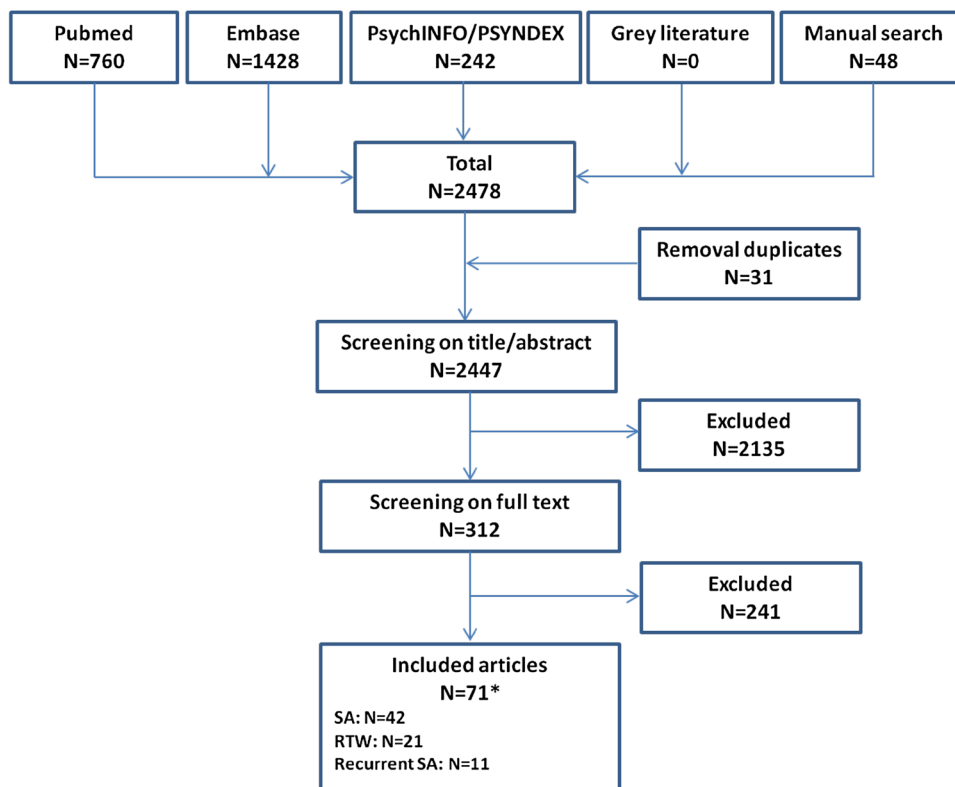 Pubmed
N=760
Embase
N=1428
PsychINFO/PSYNDEX
N=242
Grey literature
N=0
Manual search
N=48
Total
N=2478
Removal duplicates
N=31
Screening on title/abstract
N=2447
Excluded
N=2135
Screening on full text
N=312
Excluded
N=241
Included articles
N=71*
SA: N=42
RTW: N=21
Recurrent SA: N=11